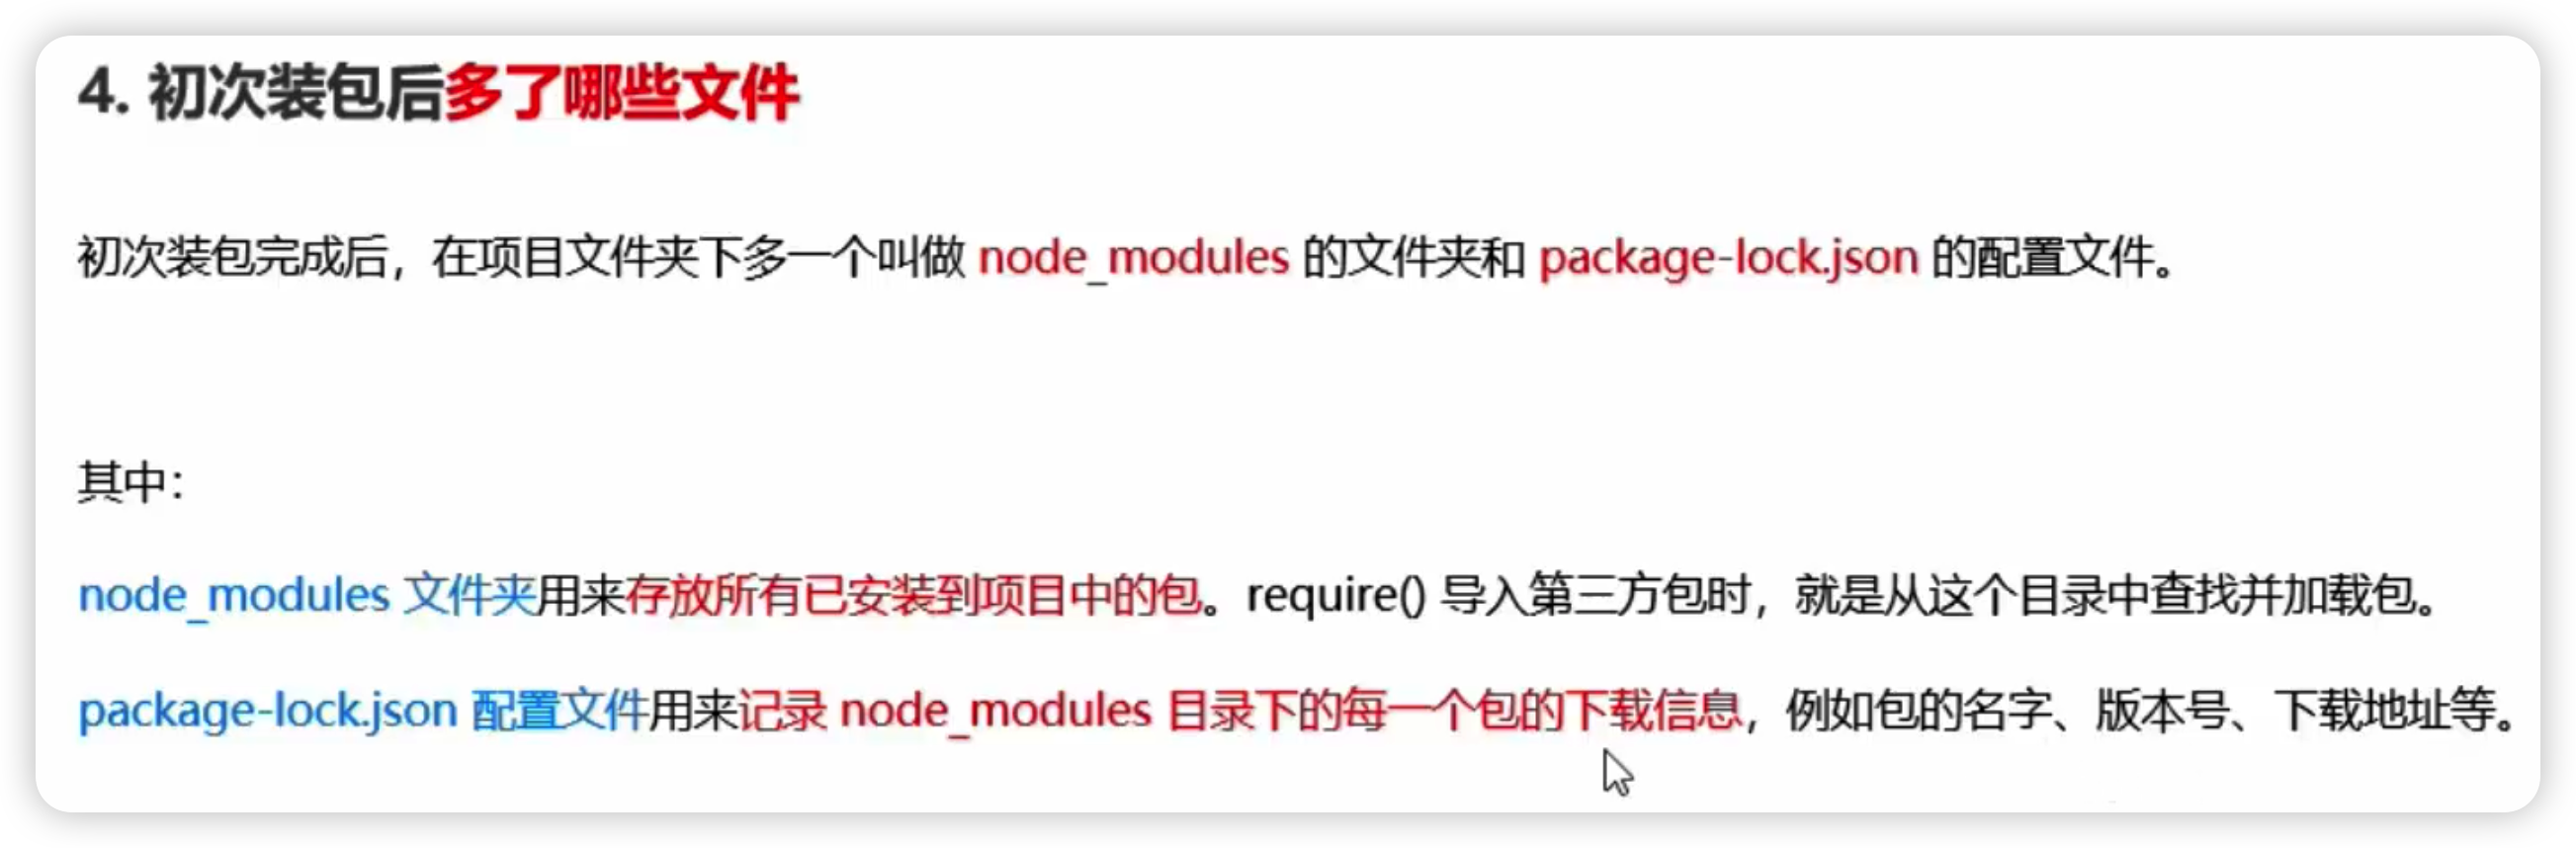 4. 初次装包后多了哪些文件
初次装包完成后，在项目文件夹下多一个叫做 node_modules 的文件夹和 package-lock.json 的配置文件。
其中：
node_modules 文件夹用来存放所有已安装到项目中的包。require() 导入第三方包时，就是从这个目录中查找并加载包。
package-lock.json 配置文件用来记录 node_modules 目录下的每一个包的下载信息，例如包的名字、版本号、下载地址等。